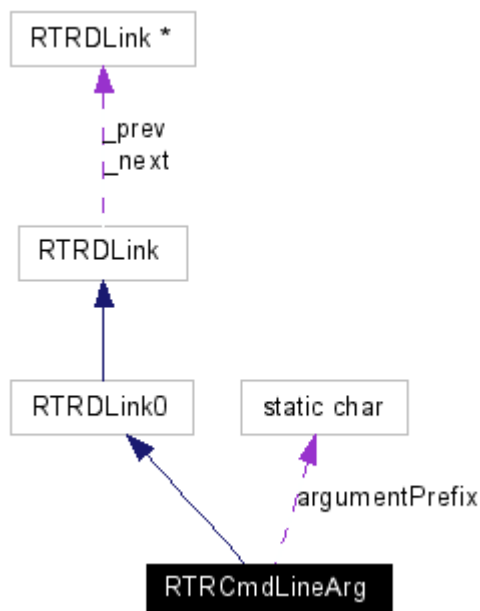 RTRDLink *
_prev
_next
RTRDLink
RTRDLink0
static char
argumentPrefix
RTRCmdLineArg